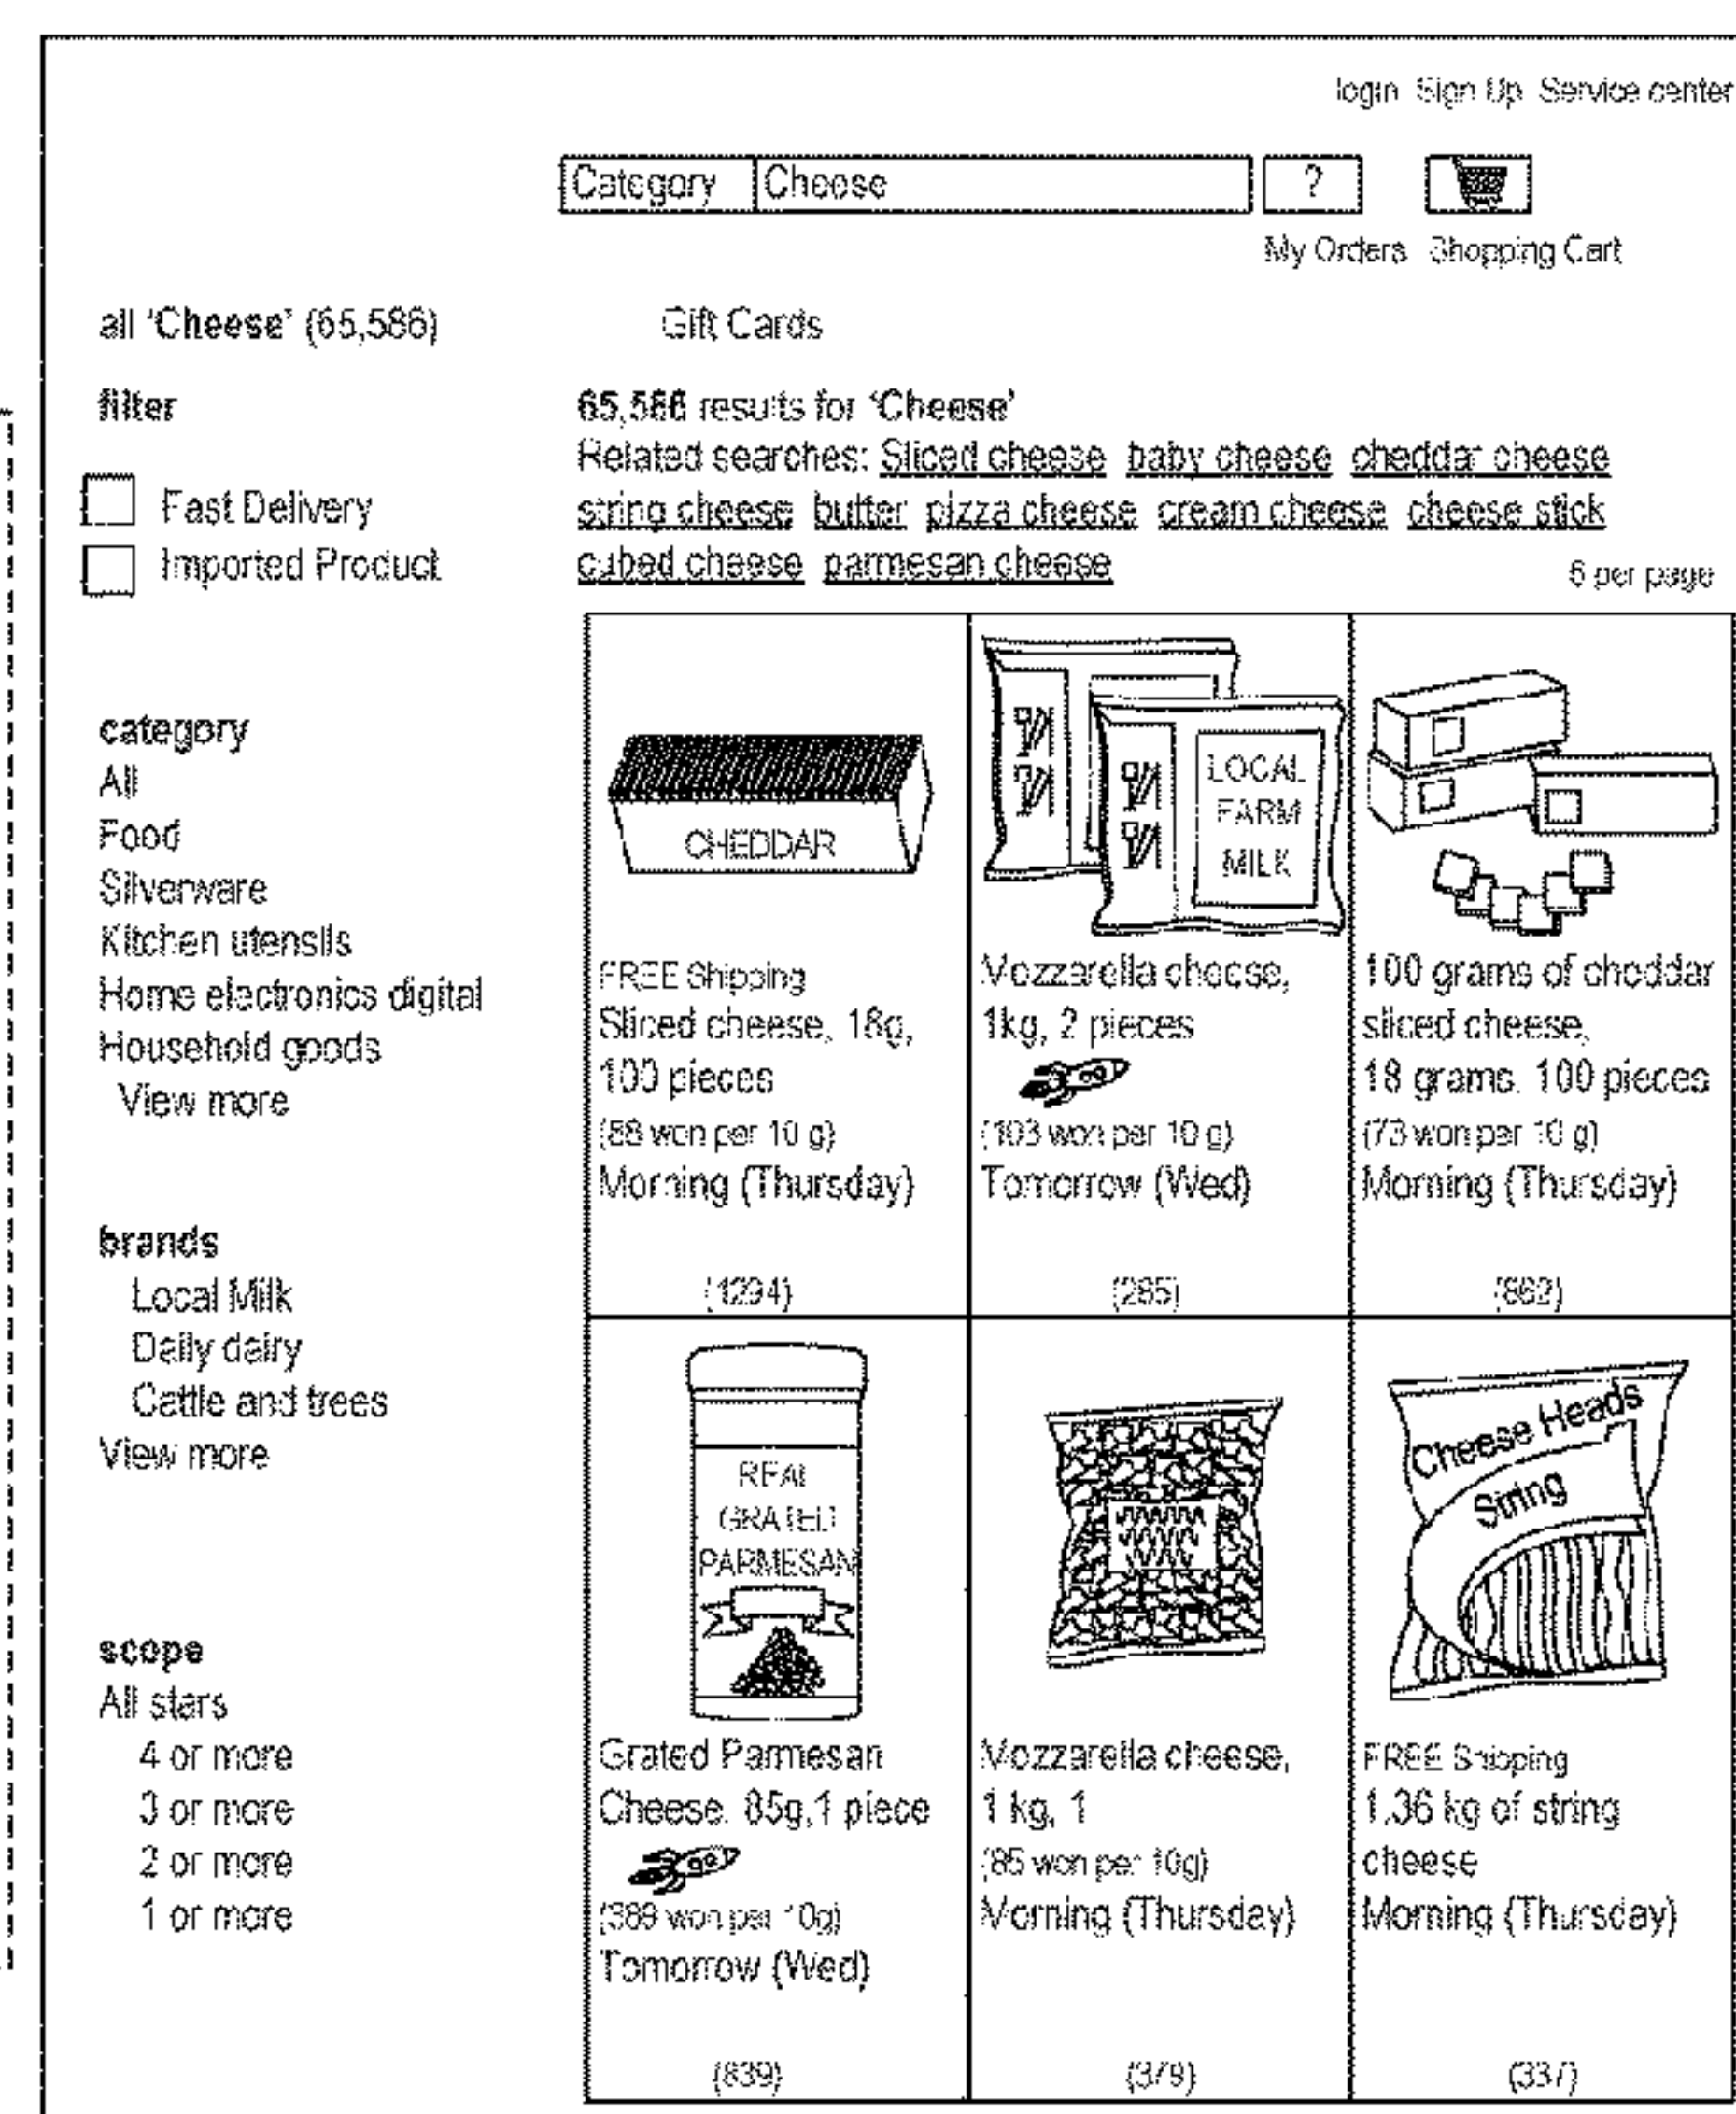 login Sign Up Service center
Category Cheese ?
My Orders Shopping Cart
all 'Cheese' (65,586) Gift Cards
filter
Fast Delivery
Imported Product
category
All
Food
Silverware
Kitchen utensils
Home electronics digital
Household goods
View more
brands
Local Milk
Daily dairy
Cattle and trees
View more
scope
All stars
4 or more
3 or more
2 or more
1 or more
65,586 results for 'Cheese'
Related searches: Sliced cheese baby cheese cheddar cheese
string cheese butter pizza cheese cream cheese cheese stick
cubed cheese parmesan cheese
6 per page
CHEDDAR
FREE Shipping
Sliced cheese, 18g,
100 pieces
(88 won per 10 g)
Morning (Thursday)
(1294)
LOCAL
FARM
MILK
Mozzarella cheese,
1kg, 2 pieces
(103 won per 10 g)
Tomorrow (Wed)
(285)
100 grams of cheddar
sliced cheese,
18 grams, 100 pieces
(73 won per 10 g)
Morning (Thursday)
(862)
REAL
GRATED
PARMESAN
Grated Parmesan
Cheese, 85g,1 piece
(389 won per 10g)
Tomorrow (Wed)
(839)
Mozzarella cheese,
1 kg, 1
(85 won per 10g)
Morning (Thursday)
(379)
Cheese Heads
String
FREE Shipping
1.36 kg of string
cheese
Morning (Thursday)
(337)